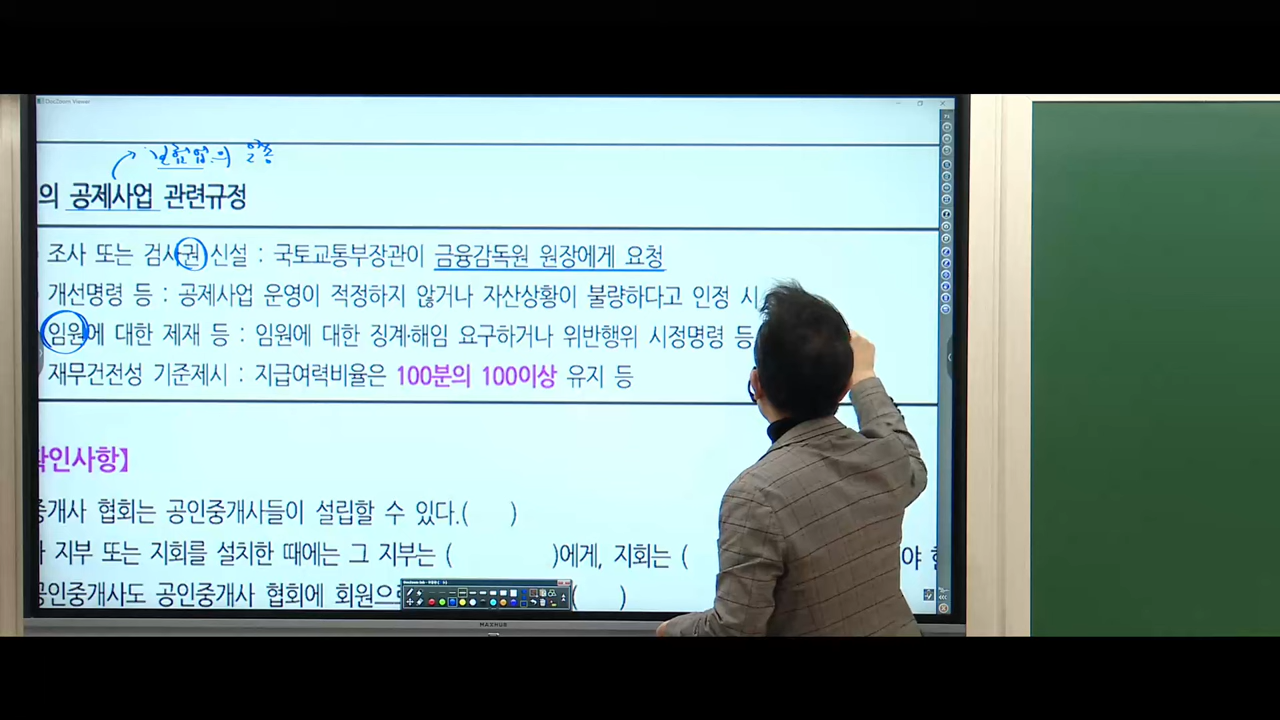 DocZoom Viewer
보험업의 일종
의 공제사업 관련규정
조사 또는 검사권 신설 : 국토교통부장관이 금융감독원 원장에게 요청
개선명령 등 : 공제사업 운영이 적정하지 않거나 자산상황이 불량하다고 인정 시
임원에 대한 제재 등 : 임원에 대한 징계·해임 요구하거나 위반행위 시정명령 등
재무건전성 기준제시 : 지급여력비율은 100분의 100이상 유지 등
확인사항】
중개사 협회는 공인중개사들이 설립할 수 있다.( )
지부 또는 지회를 설치한 때에는 그 지부는 ( )에게, 지회는 ( 야
공인중개사도 공인중개사 협회에 회원으 ( )
MAXHUB